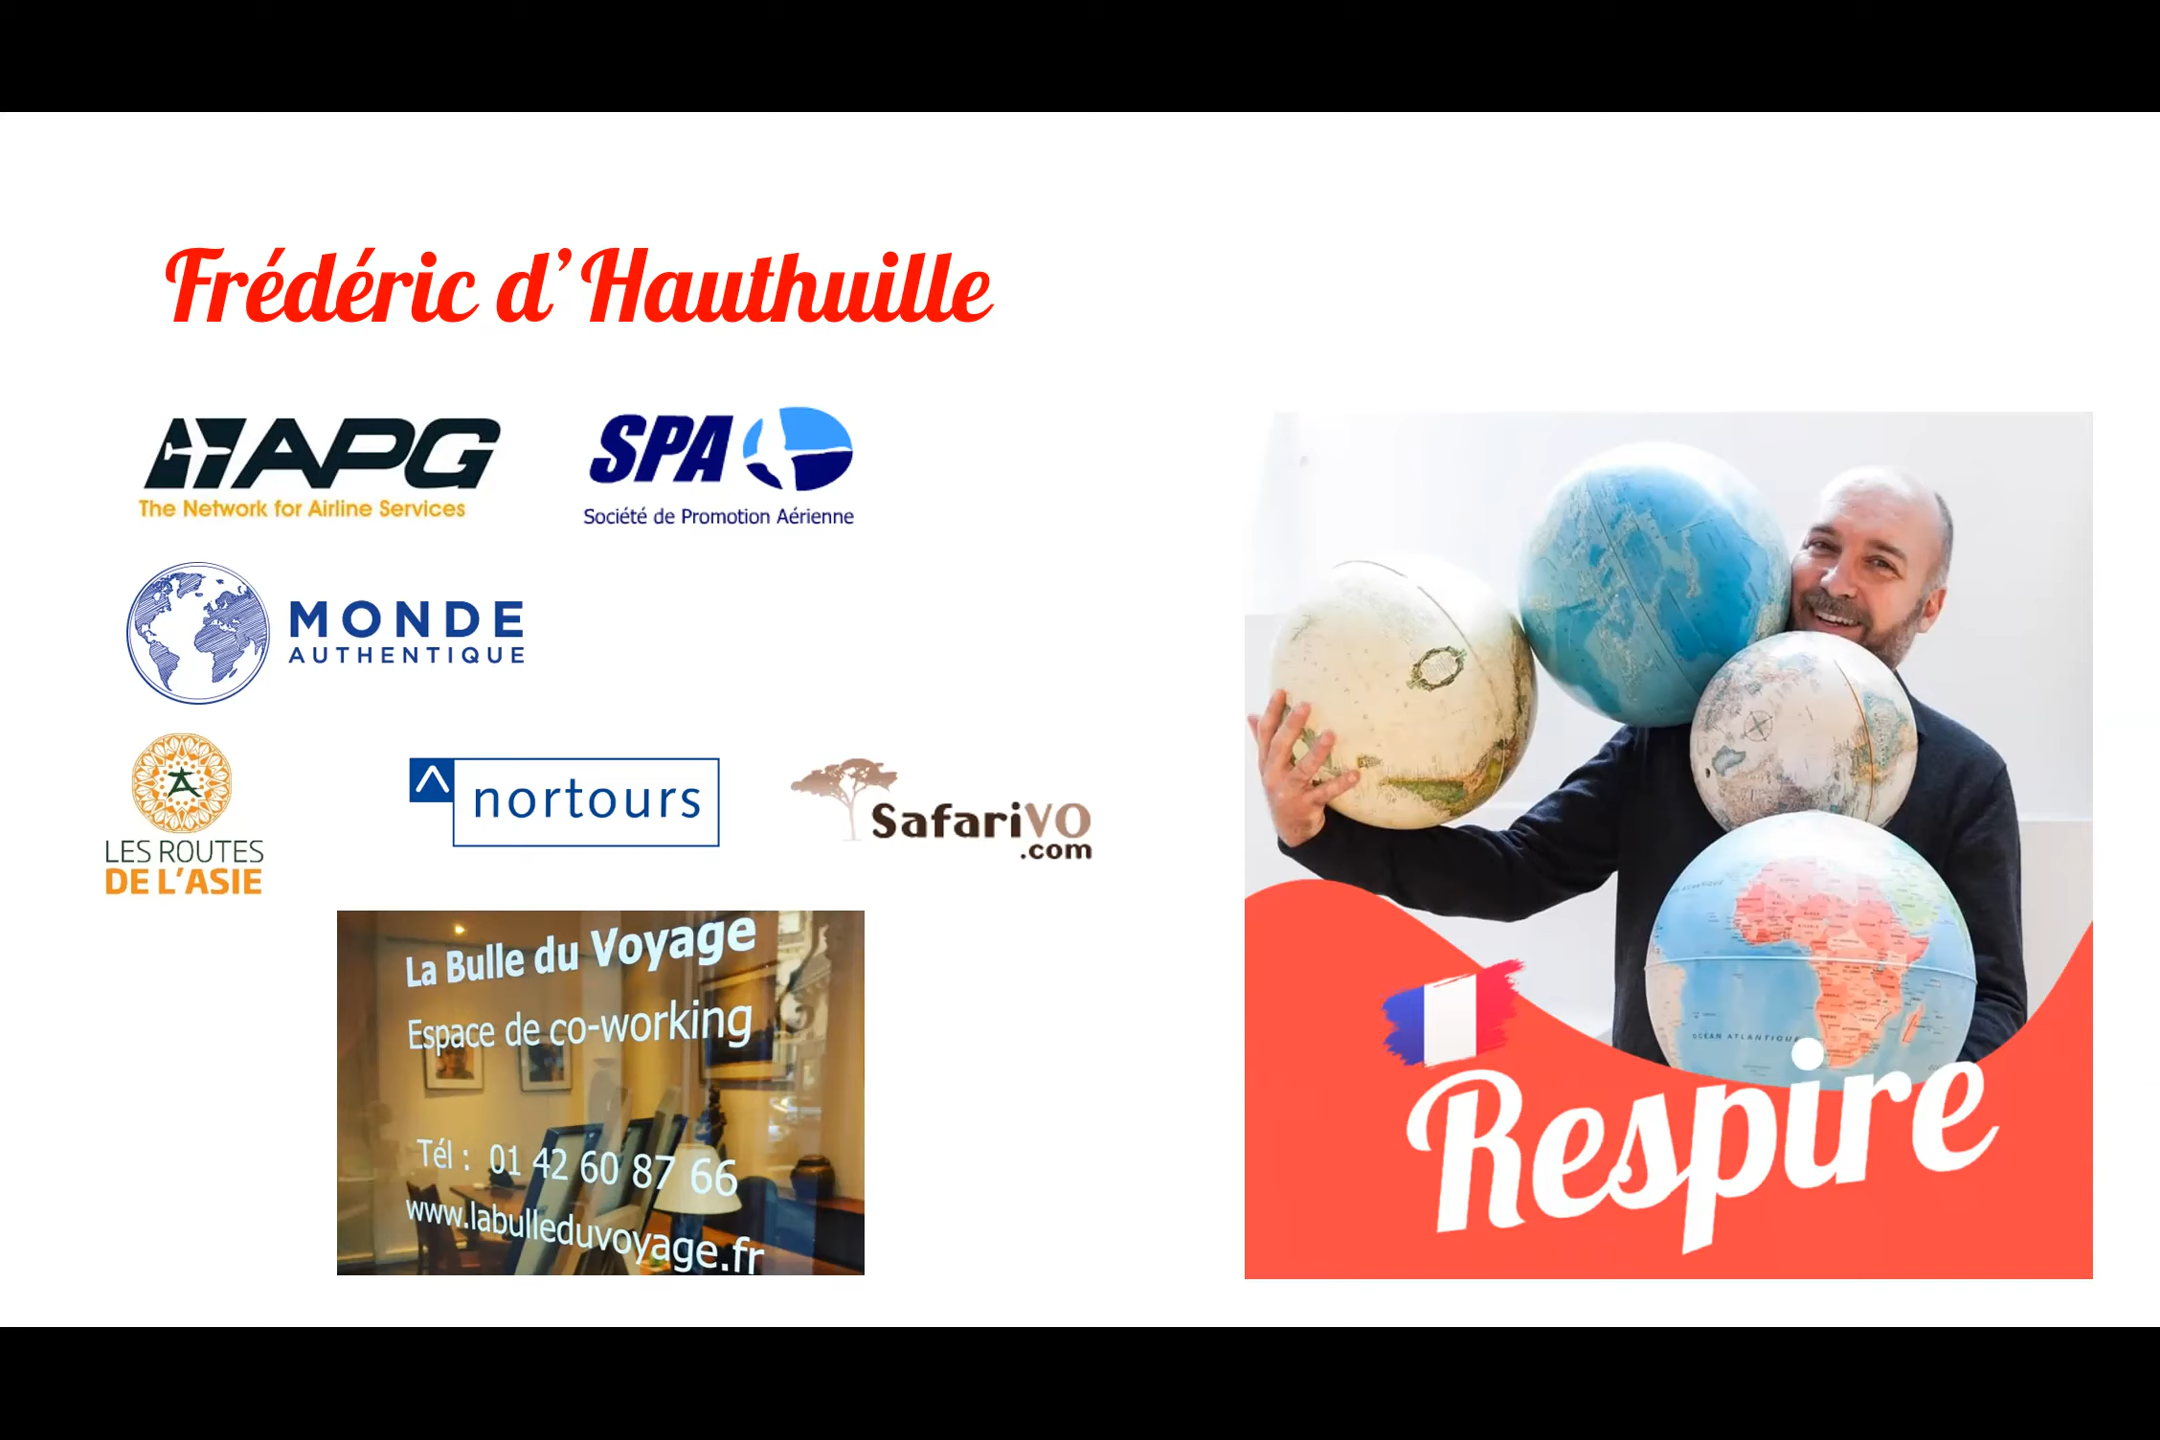 Frédéric d'Hauthuille
APG
The Network for Airline Services
SPA
Société de Promotion Aérienne
MONDE
AUTHENTIQUE
LES ROUTES
DE L'ASIE
nortours
SafariVO
.com
La Bulle du Voyage
Espace de co-working
Tél : 01 42 60 87 66
www.labulleduvoyage.fr
OCÉAN ATLANTIQUE
Respire